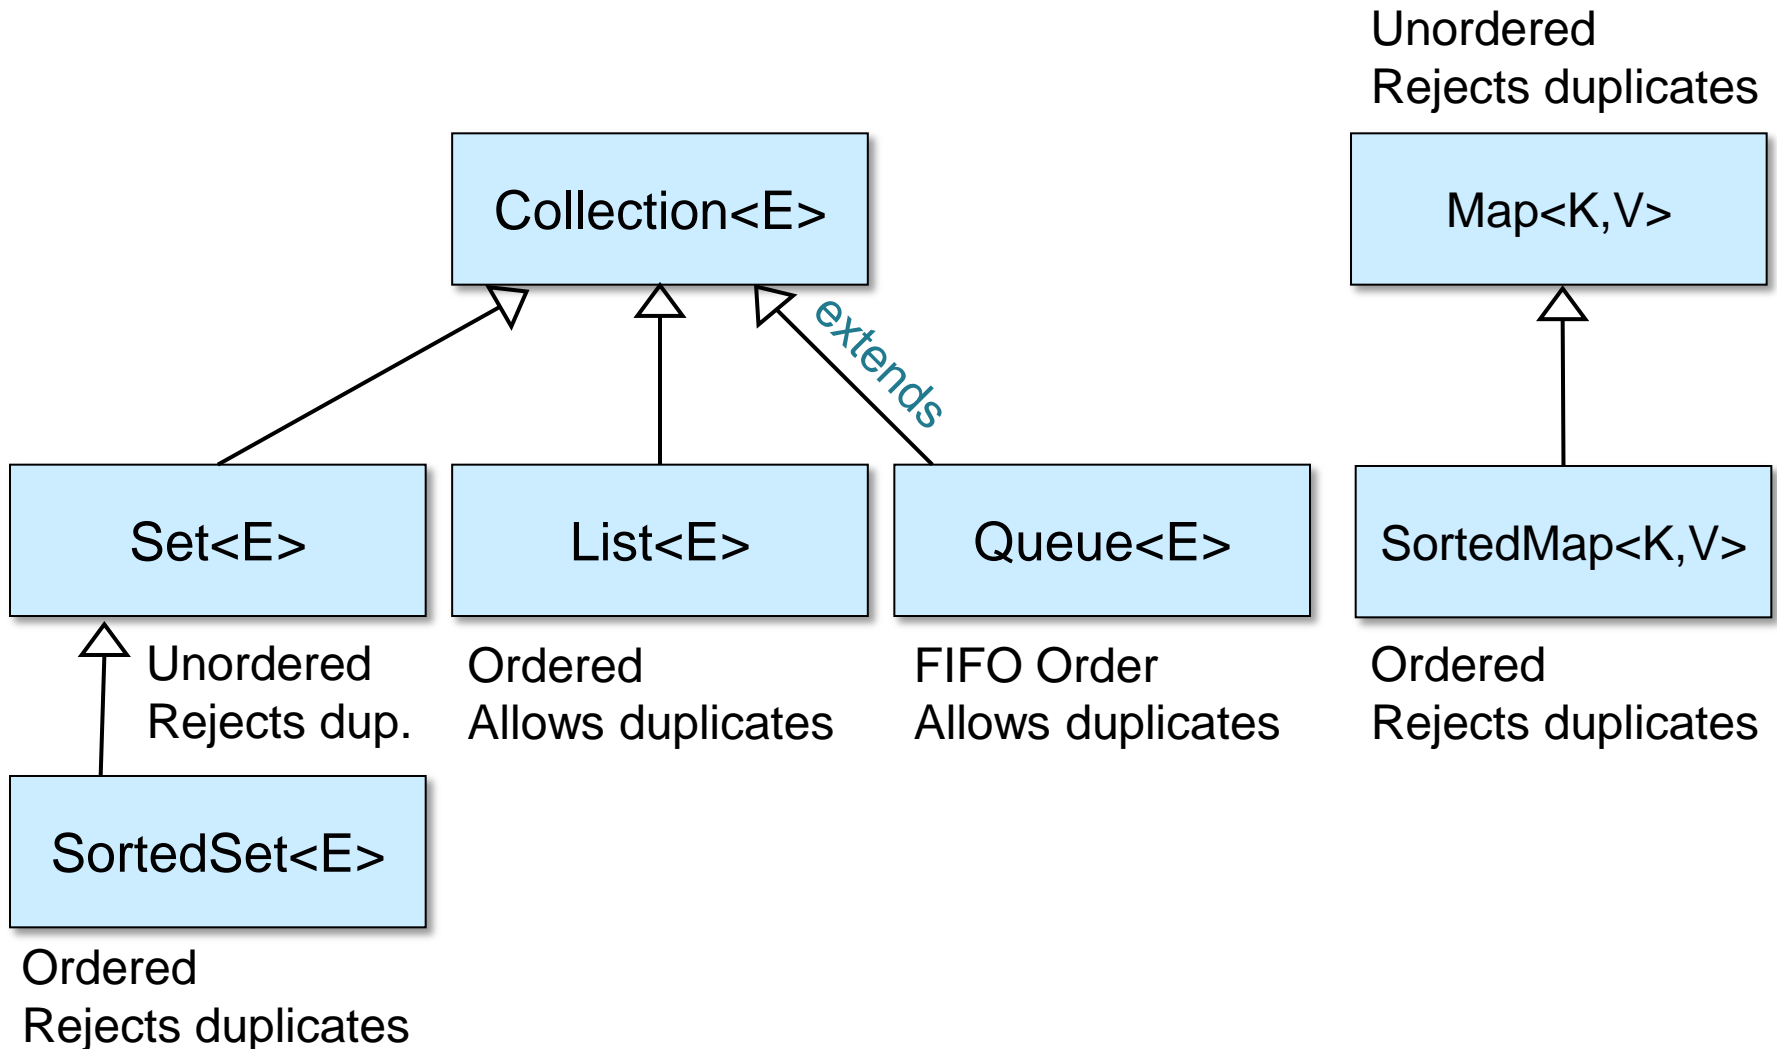 Unordered
Rejects duplicates
Collection<E>
Map<K,V>
extends
Set<E>
List<E>
Queue<E>
SortedMap<K,V>
Unordered
Rejects dup.
Ordered
Allows duplicates
FIFO Order
Allows duplicates
Ordered
Rejects duplicates
SortedSet<E>
Ordered
Rejects duplicates